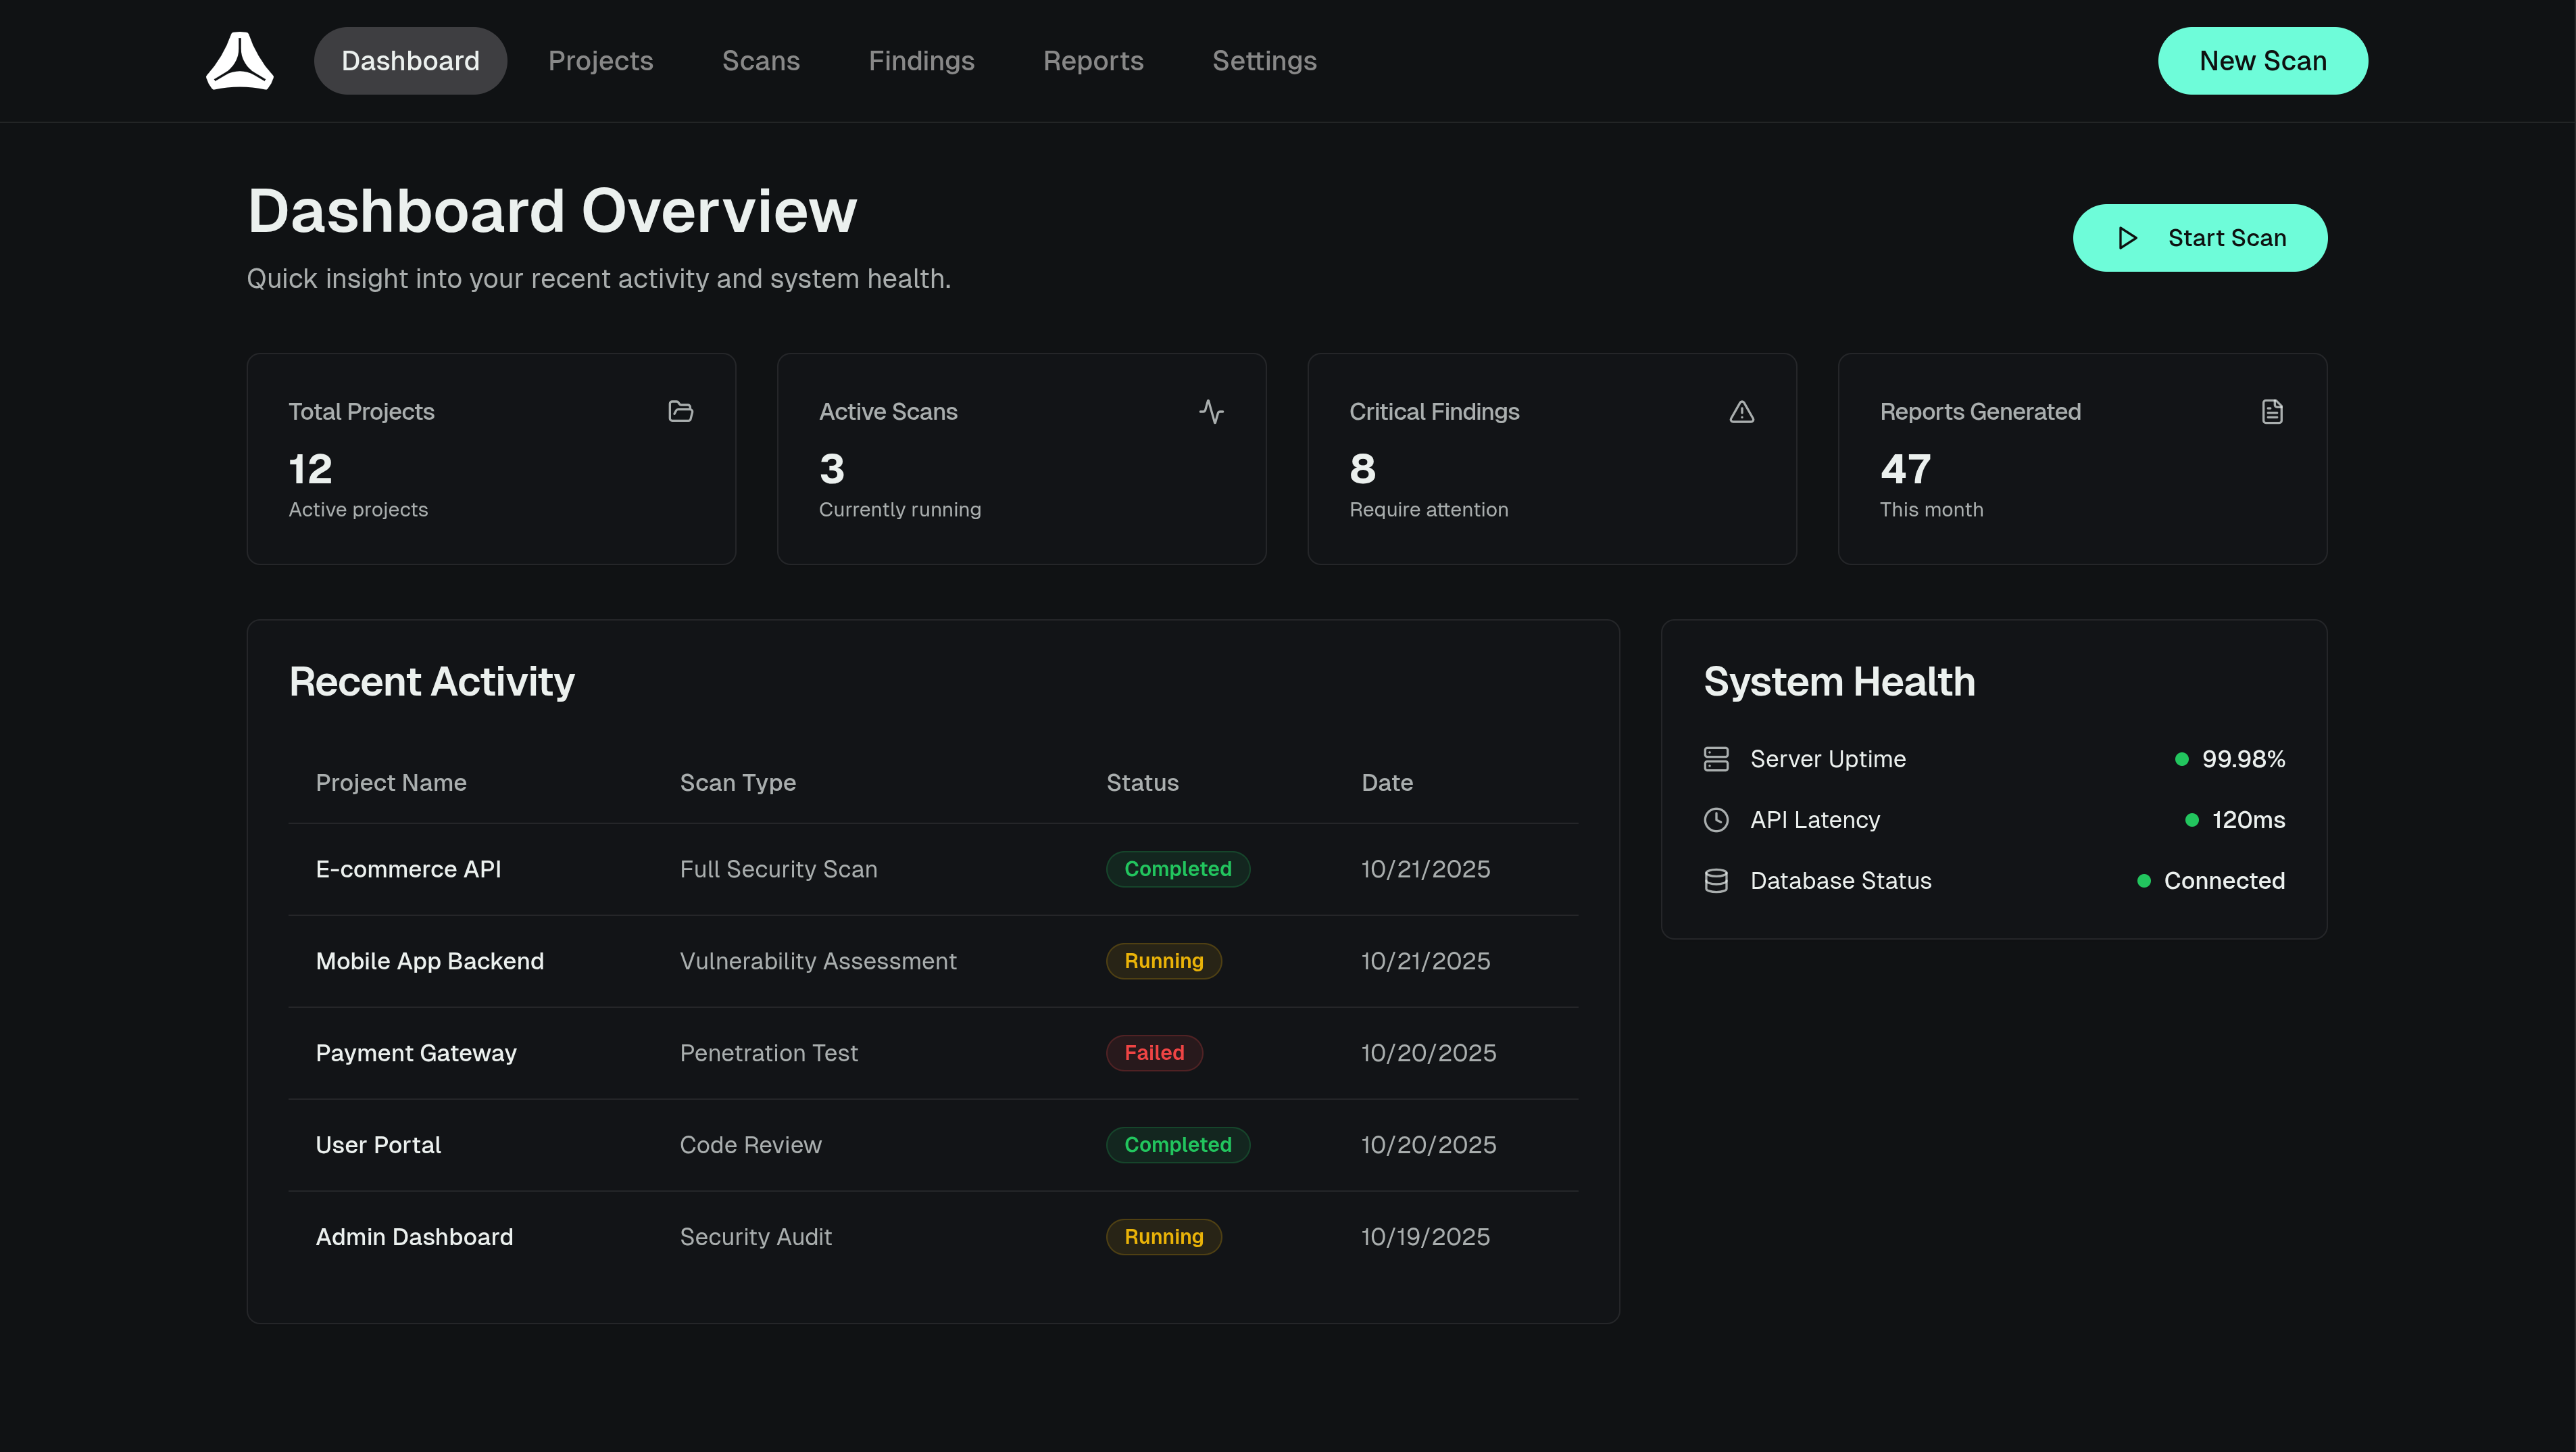 Dashboard Projects Scans Findings Reports Settings New Scan
Dashboard Overview
Quick insight into your recent activity and system health.
Start Scan
Total Projects
12
Active projects
Active Scans
3
Currently running
Critical Findings
8
Require attention
Reports Generated
47
This month
Recent Activity
Project Name Scan Type Status Date
E-commerce API Full Security Scan Completed 10/21/2025
Mobile App Backend Vulnerability Assessment Running 10/21/2025
Payment Gateway Penetration Test Failed 10/20/2025
User Portal Code Review Completed 10/20/2025
Admin Dashboard Security Audit Running 10/19/2025
System Health
Server Uptime 99.98%
API Latency 120ms
Database Status Connected